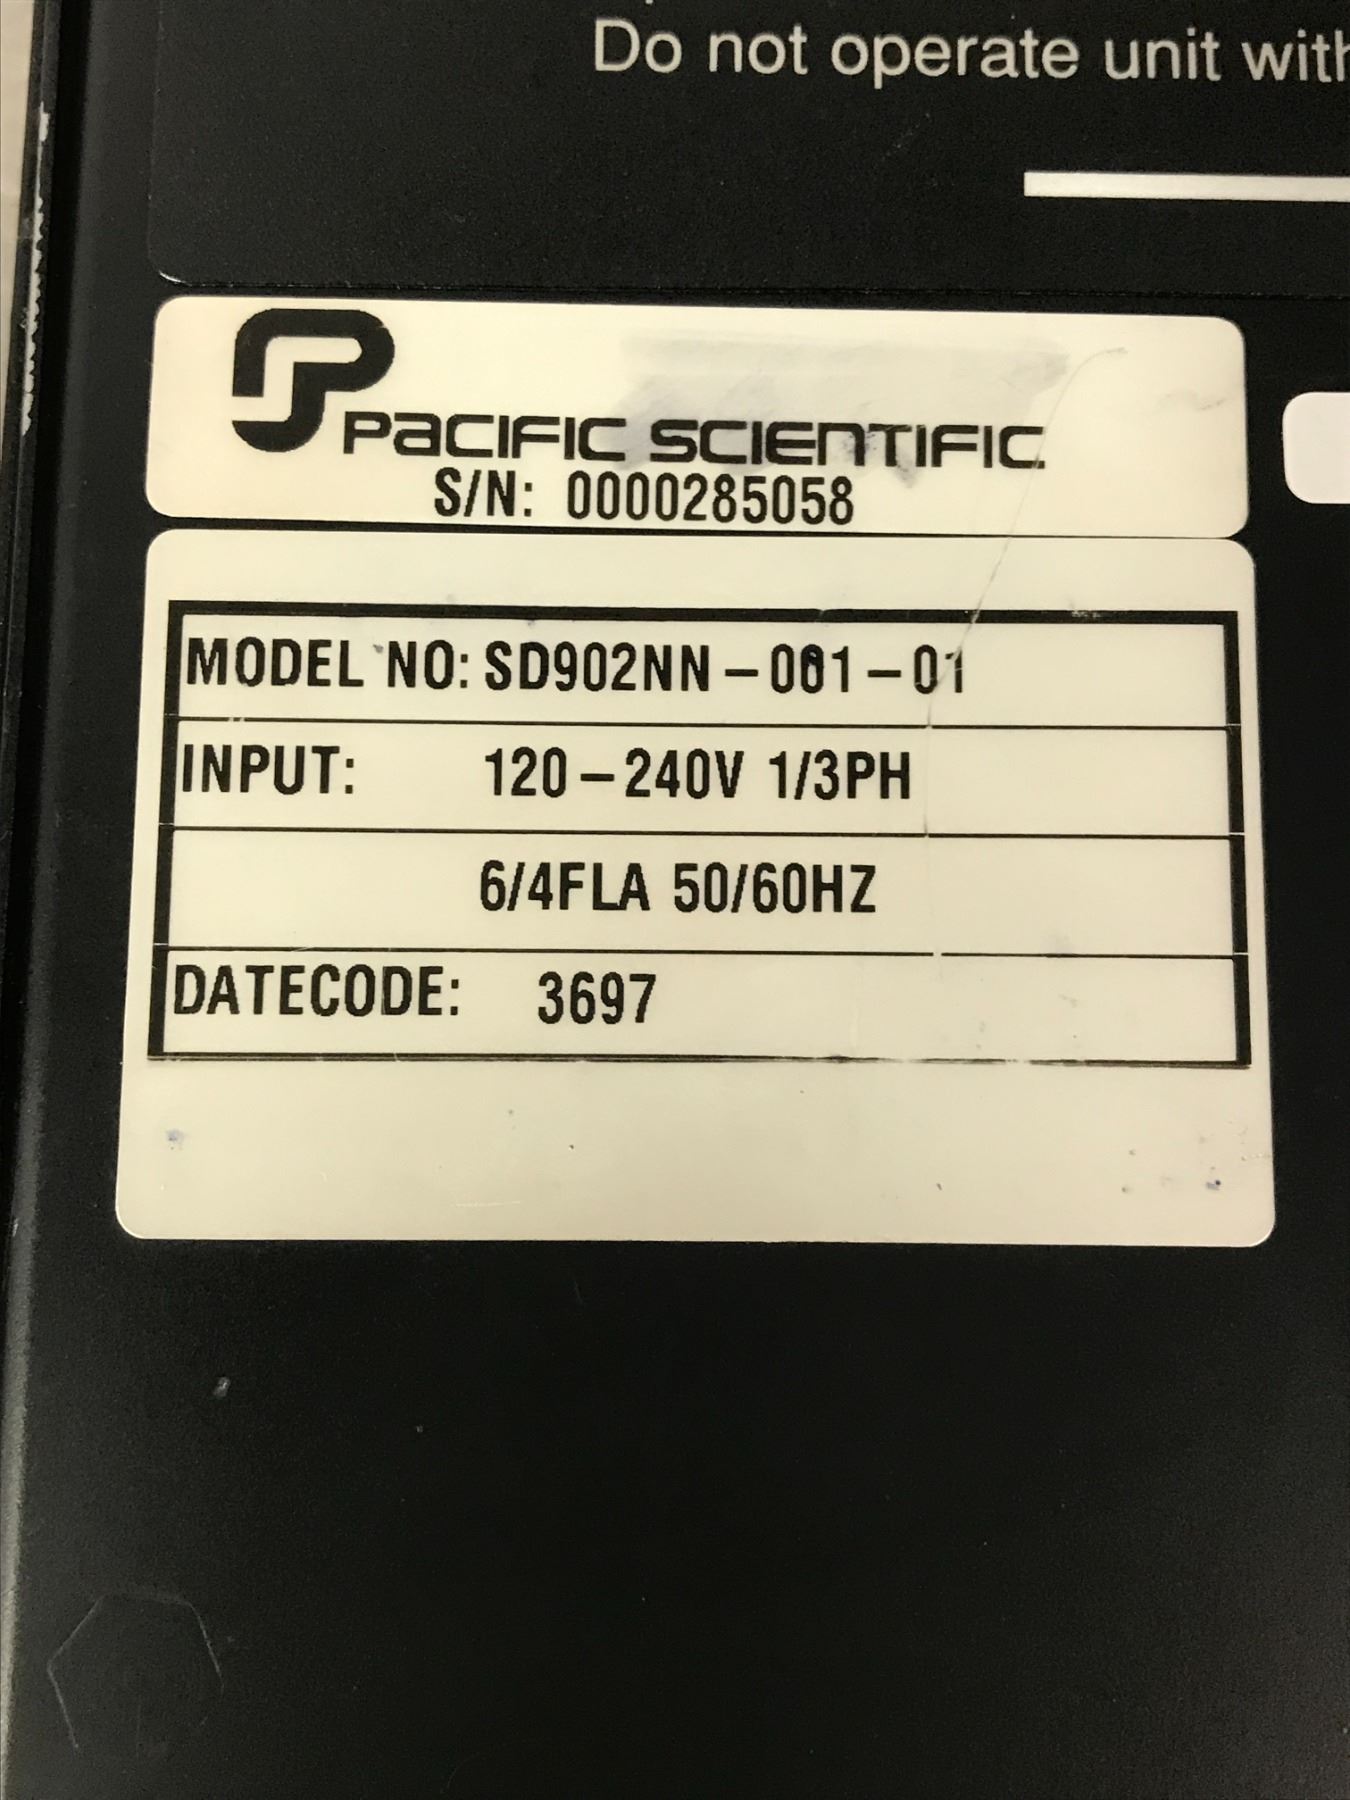 Do not operate unit with
PACIFIC SCIENTIFIC
S/N: 0000285058
MODEL NO: SD902NN-001-01
INPUT: 120-240V 1/3PH
6/4FLA 50/60HZ
DATECODE: 3697